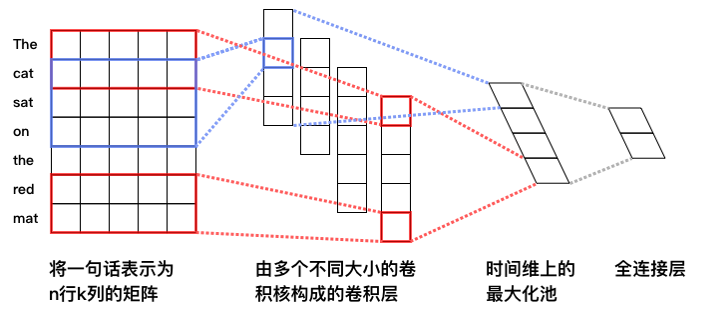 The
cat
sat
on
the
red
mat
将一句话表示为
n行k列的矩阵
由多个不同大小的卷
积核构成的卷积层
时间维上的
最大化池
全连接层